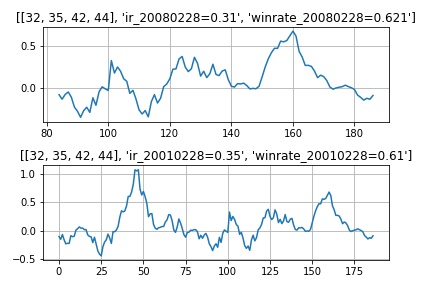 [[32, 35, 42, 44], 'ir_20080228=0.31', 'winrate_20080228=0.621']
0.5
0.0
80 100 120 140 160 180
[[32, 35, 42, 44], 'ir_20010228=0.35', 'winrate_20010228=0.61']
1.0
0.5
0.0
−0.5
0 25 50 75 100 125 150 175